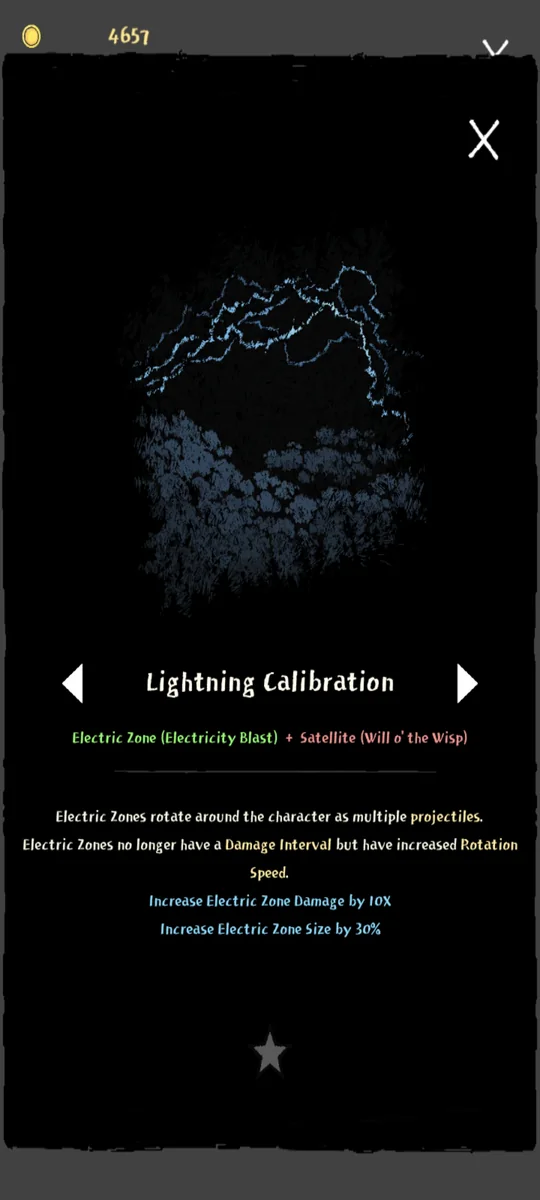 4657
X
Lightning Calibration
Electric Zone (Electricity Blast) + Satellite (Will o' the Wisp)
Electric Zones rotate around the character as multiple projectiles.
Electric Zones no longer have a Damage Interval but have increased Rotation
Speed.
Increase Electric Zone Damage by 10X
Increase Electric Zone Size by 30%